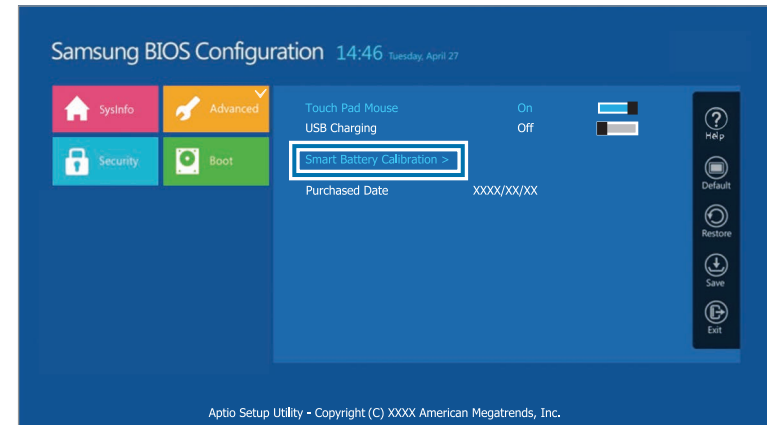 Samsung BIOS Configuration 14:46 Tuesday, April 27
SysInfo
Advanced
Security
Boot
Touch Pad Mouse On
USB Charging Off
Smart Battery Calibration >
Purchased Date XXXX/XX/XX
Help
Default
Restore
Save
Exit
Aptio Setup Utility - Copyright (C) XXXX American Megatrends, Inc.